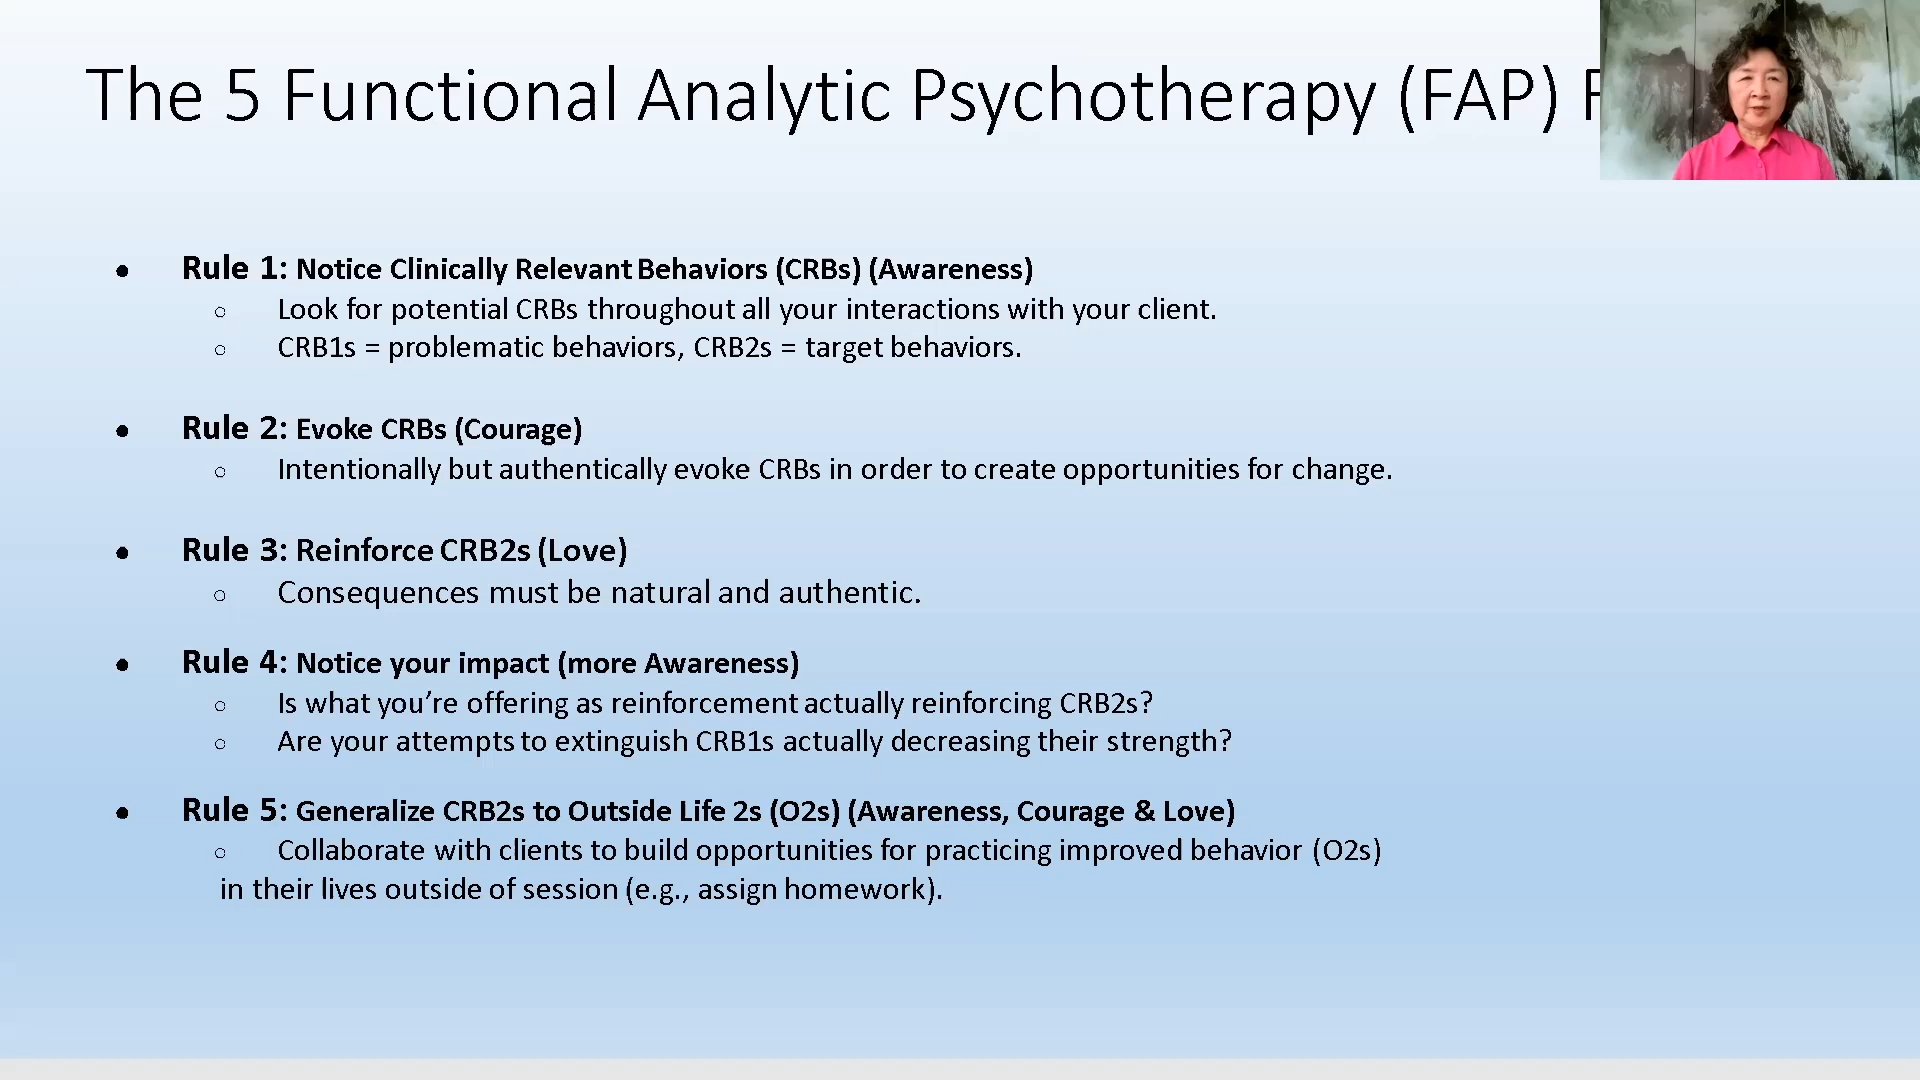 The 5 Functional Analytic Psychotherapy (FAP)
● Rule 1: Notice Clinically Relevant Behaviors (CRBs) (Awareness)
○ Look for potential CRBs throughout all your interactions with your client.
○ CRB1s = problematic behaviors, CRB2s = target behaviors.
● Rule 2: Evoke CRBs (Courage)
○ Intentionally but authentically evoke CRBs in order to create opportunities for change.
● Rule 3: Reinforce CRB2s (Love)
○ Consequences must be natural and authentic.
● Rule 4: Notice your impact (more Awareness)
○ Is what you’re offering as reinforcement actually reinforcing CRB2s?
○ Are your attempts to extinguish CRB1s actually decreasing their strength?
● Rule 5: Generalize CRB2s to Outside Life 2s (O2s) (Awareness, Courage & Love)
○ Collaborate with clients to build opportunities for practicing improved behavior (O2s)
in their lives outside of session (e.g., assign homework).